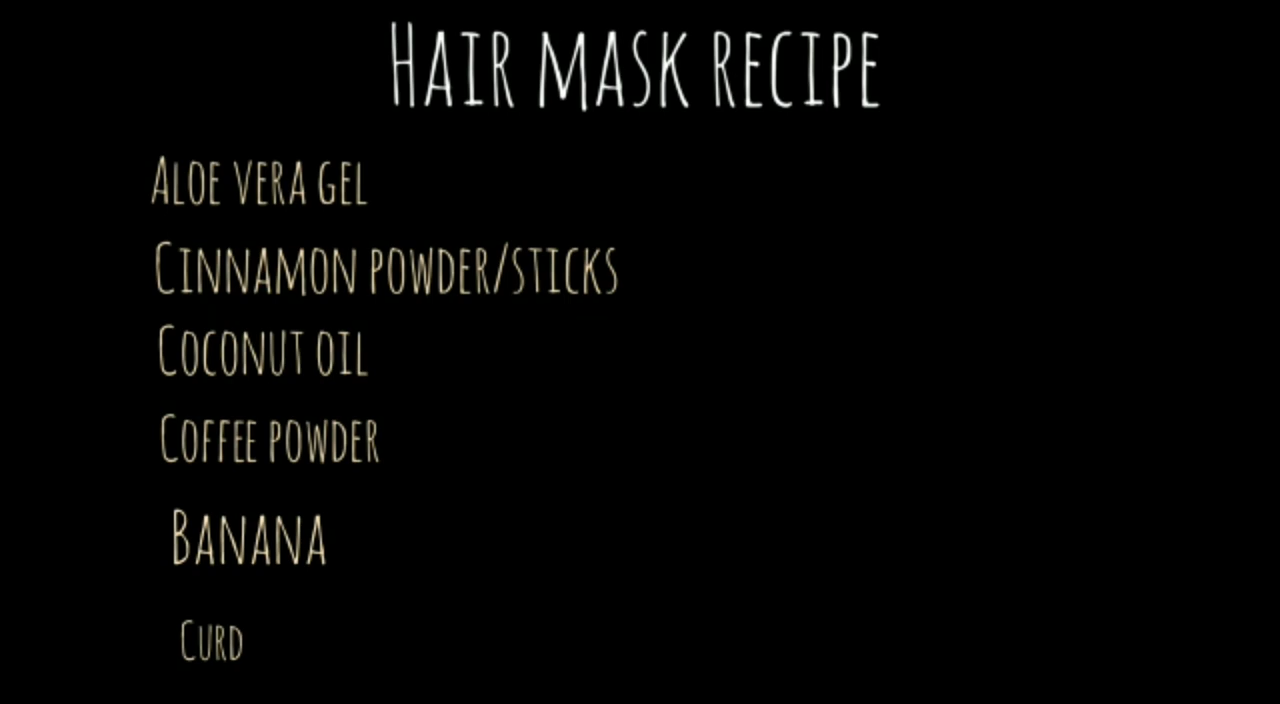 Hair mask recipe
Aloe vera gel
Cinnamon powder/sticks
Coconut oil
Coffee powder
Banana
Curd